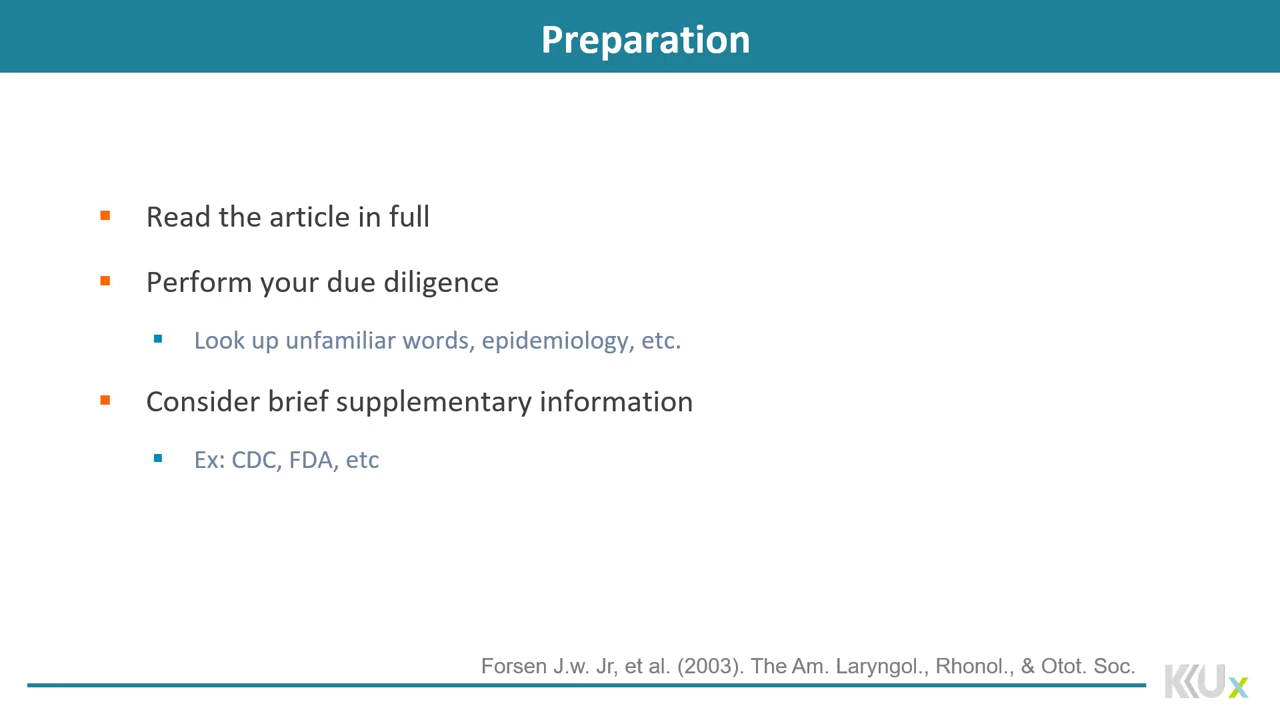 Preparation
▪ Read the article in full
▪ Perform your due diligence
▪ Look up unfamiliar words, epidemiology, etc.
▪ Consider brief supplementary information
▪ Ex: CDC, FDA, etc
Forsen J.w. Jr, et al. (2003). The Am. Laryngol., Rhonol., & Otot. Soc.
KKUx